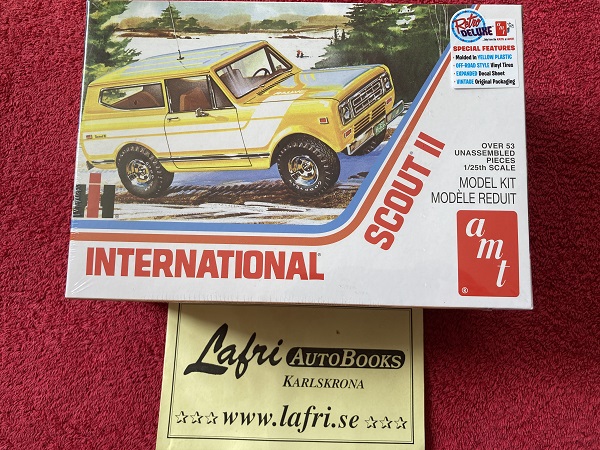 Retro
DELUXE
amt
SPECIAL FEATURES
• Molded in YELLOW PLASTIC
• OFF-ROAD STYLE Vinyl Tires
• EXPANDED Decal Sheet
• VINTAGE Original Packaging
OVER 53
UNASSEMBLED
PIECES
1/25th SCALE
MODEL KIT
MODÈLE REDUIT
SCOUT II
INTERNATIONAL®
amt
®
Lafri AUTOBOOKS
KARLSKRONA
www.lafri.se